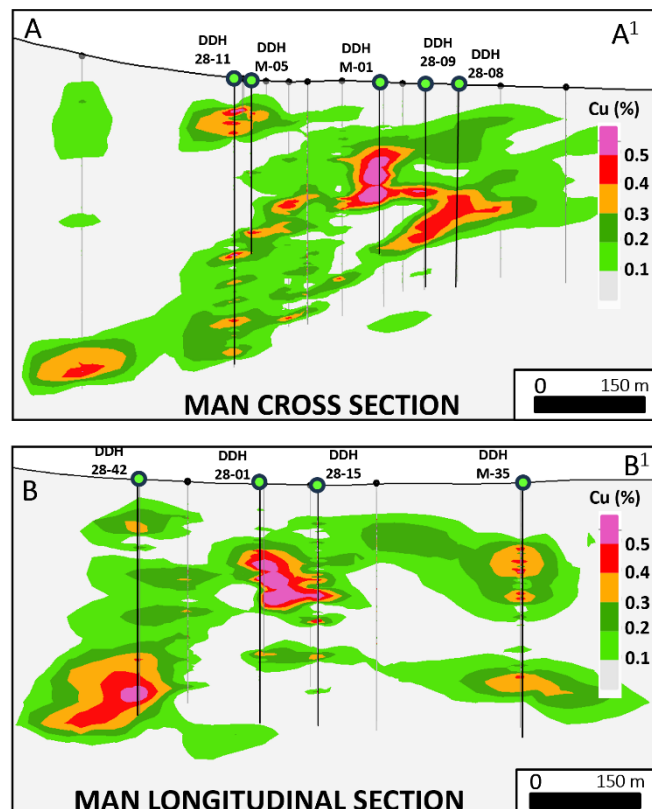 A
A¹
DDH
28-11
DDH
M-05
DDH
M-01
DDH
28-09
DDH
28-08
Cu (%)
0.5
0.4
0.3
0.2
0.1
0 150 m
MAN CROSS SECTION
B
B¹
DDH
28-42
DDH
28-01
DDH
28-15
DDH
M-35
Cu (%)
0.5
0.4
0.3
0.2
0.1
0 150 m
MAN LONGITUDINAL SECTION